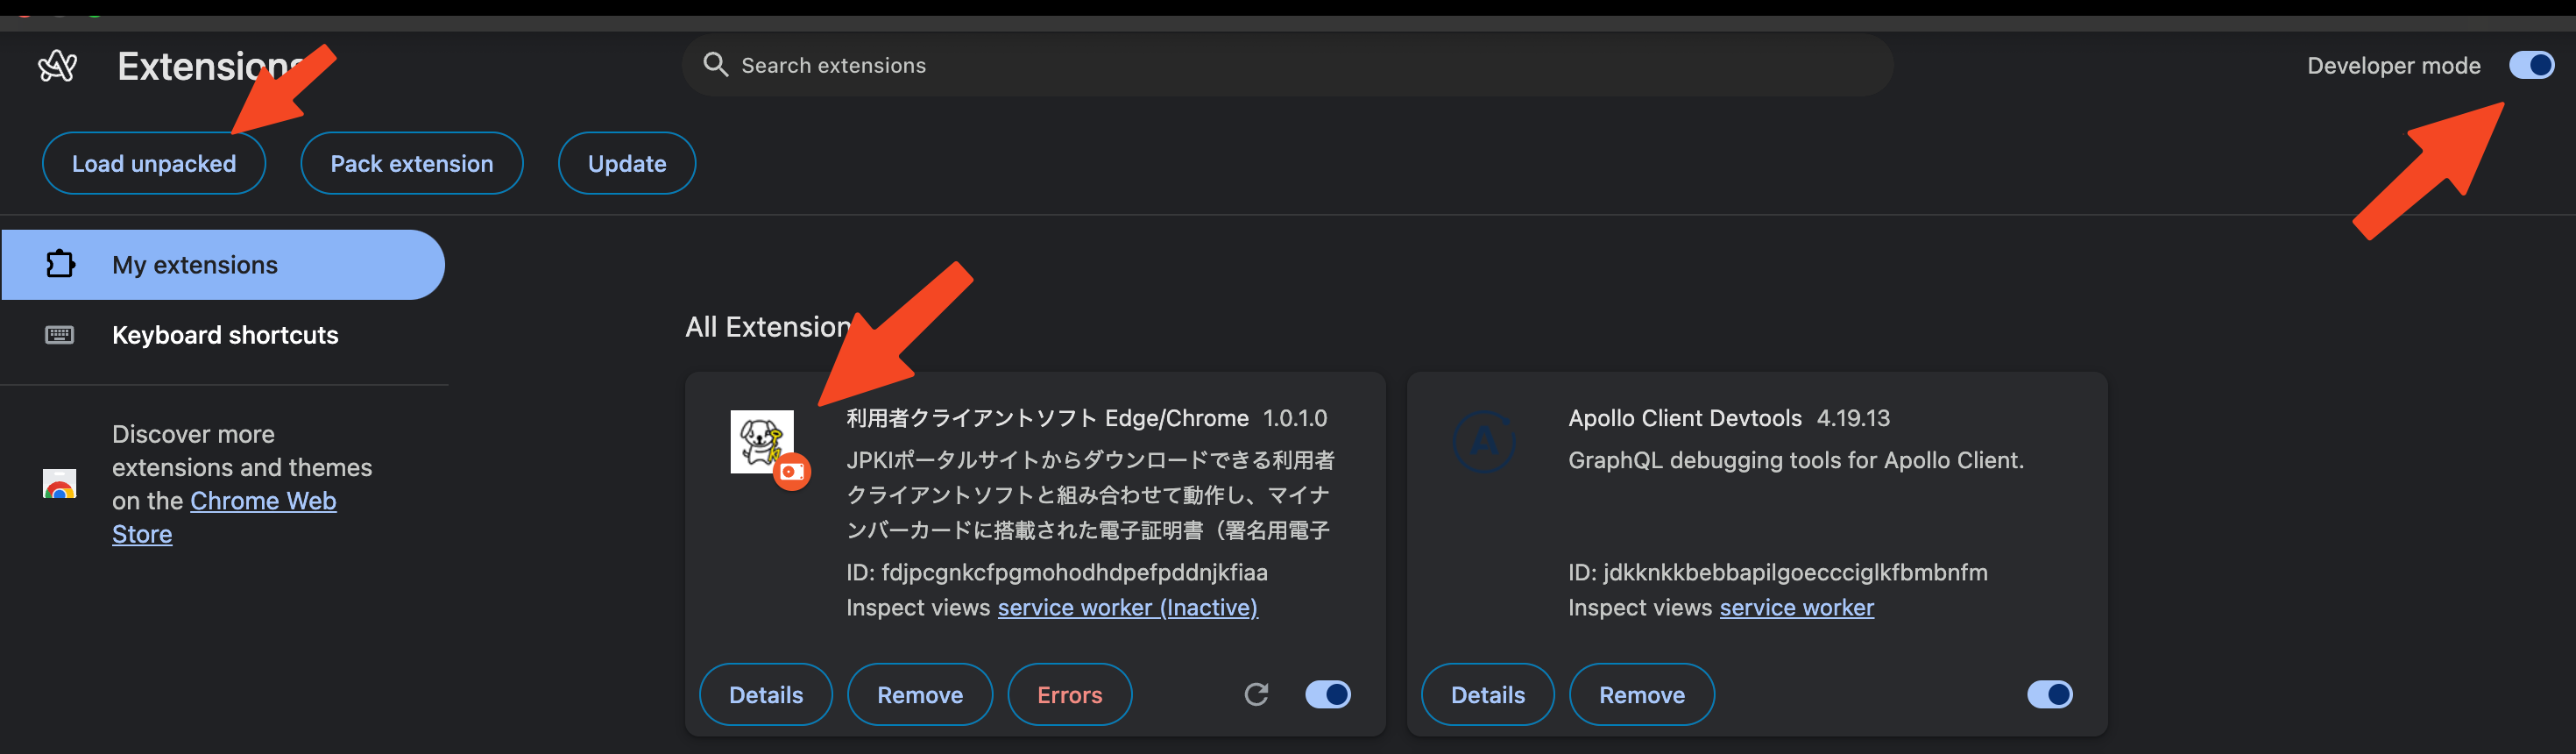 Extensions
Search extensions
Developer mode
Load unpacked
Pack extension
Update
My extensions
Keyboard shortcuts
Discover more
extensions and themes
on the Chrome Web
Store
All Extension
利用者クライアントソフト Edge/Chrome 1.0.1.0
JPKIポータルサイトからダウンロードできる利用者
クライアントソフトと組み合わせて動作し、マイナ
ンバーカードに搭載された電子証明書（署名用電子
ID: fdjpcgnkcfpgmohodhdpefpddnjkfiaa
Inspect views service worker (Inactive)
Details
Remove
Errors
Apollo Client Devtools 4.19.13
GraphQL debugging tools for Apollo Client.
ID: jdkknkkbebbapilgoeccciglkfbmbnfm
Inspect views service worker
Details
Remove